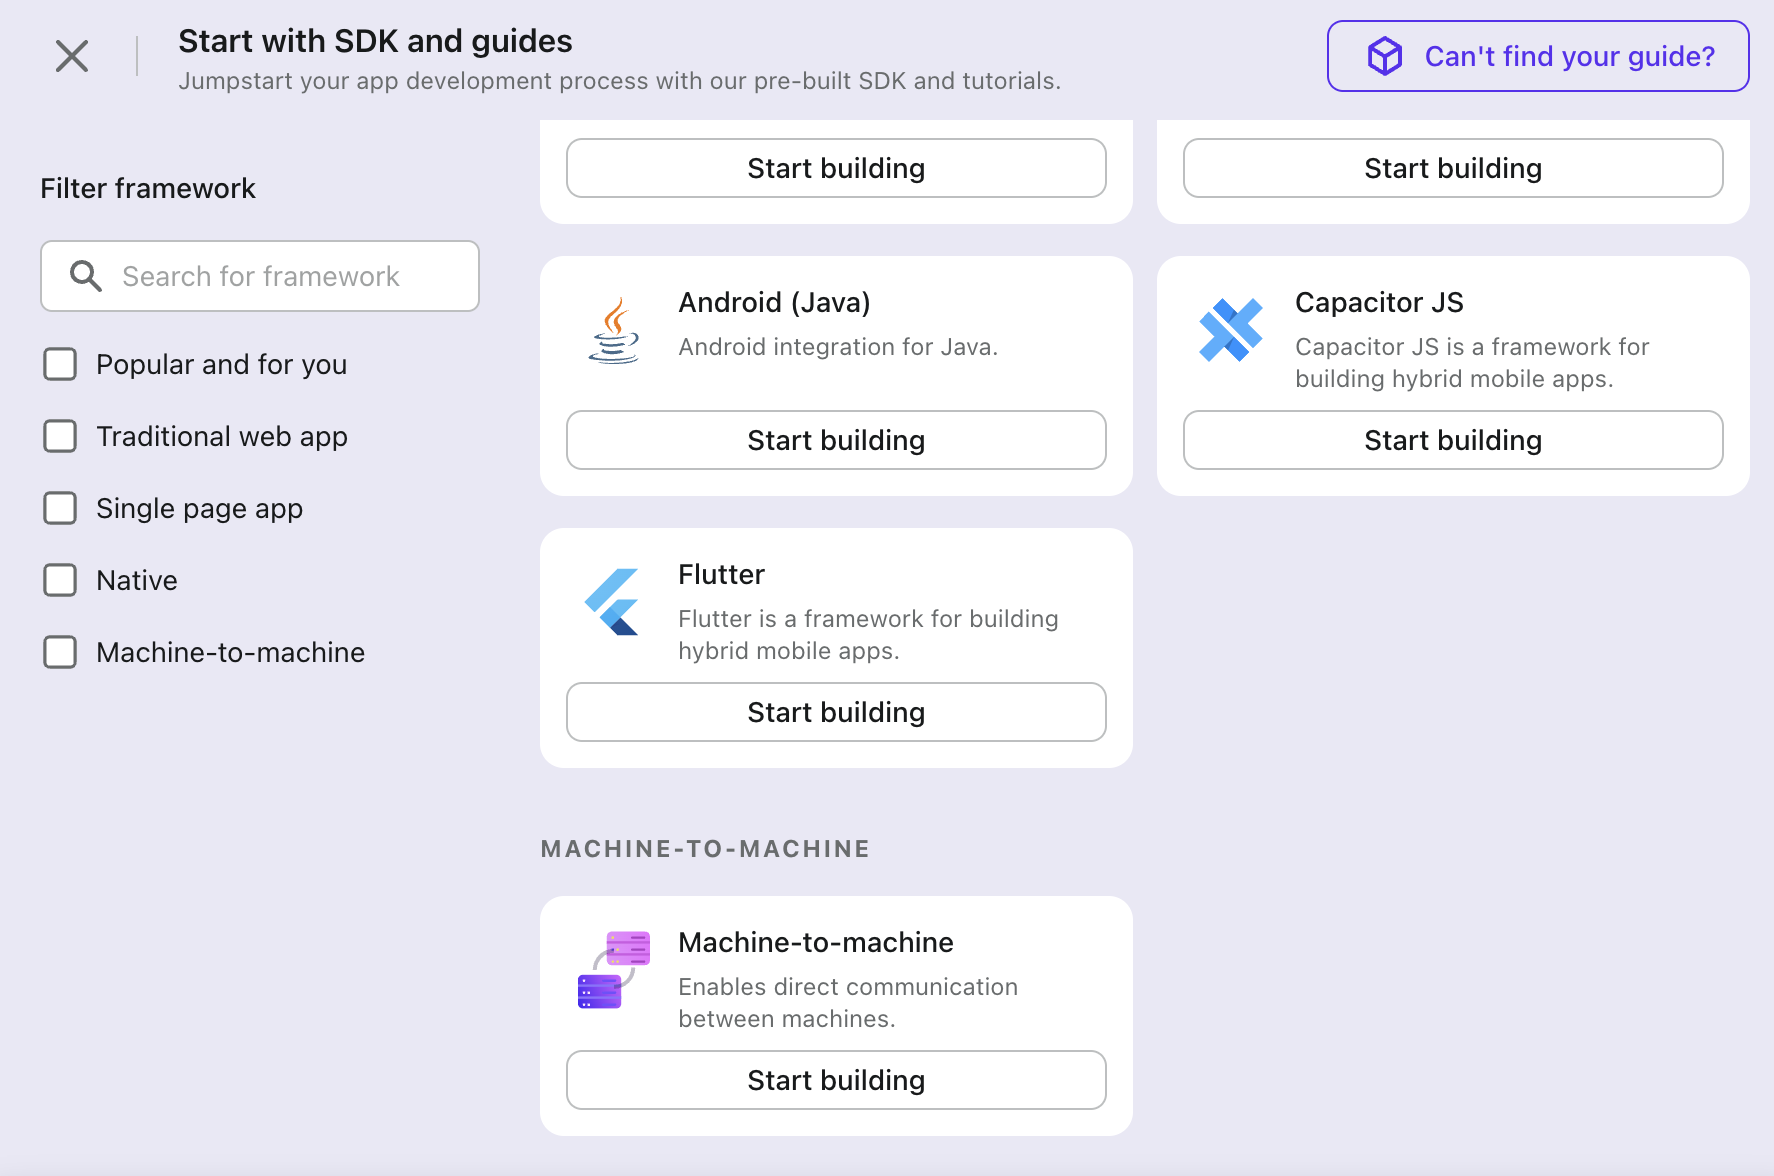 Start with SDK and guides
Jumpstart your app development process with our pre-built SDK and tutorials.
Can't find your guide?
Filter framework
Search for framework
Popular and for you
Traditional web app
Single page app
Native
Machine-to-machine
Start building
Start building
Android (Java)
Android integration for Java.
Start building
Capacitor JS
Capacitor JS is a framework for
building hybrid mobile apps.
Start building
Flutter
Flutter is a framework for building
hybrid mobile apps.
Start building
MACHINE-TO-MACHINE
Machine-to-machine
Enables direct communication
between machines.
Start building